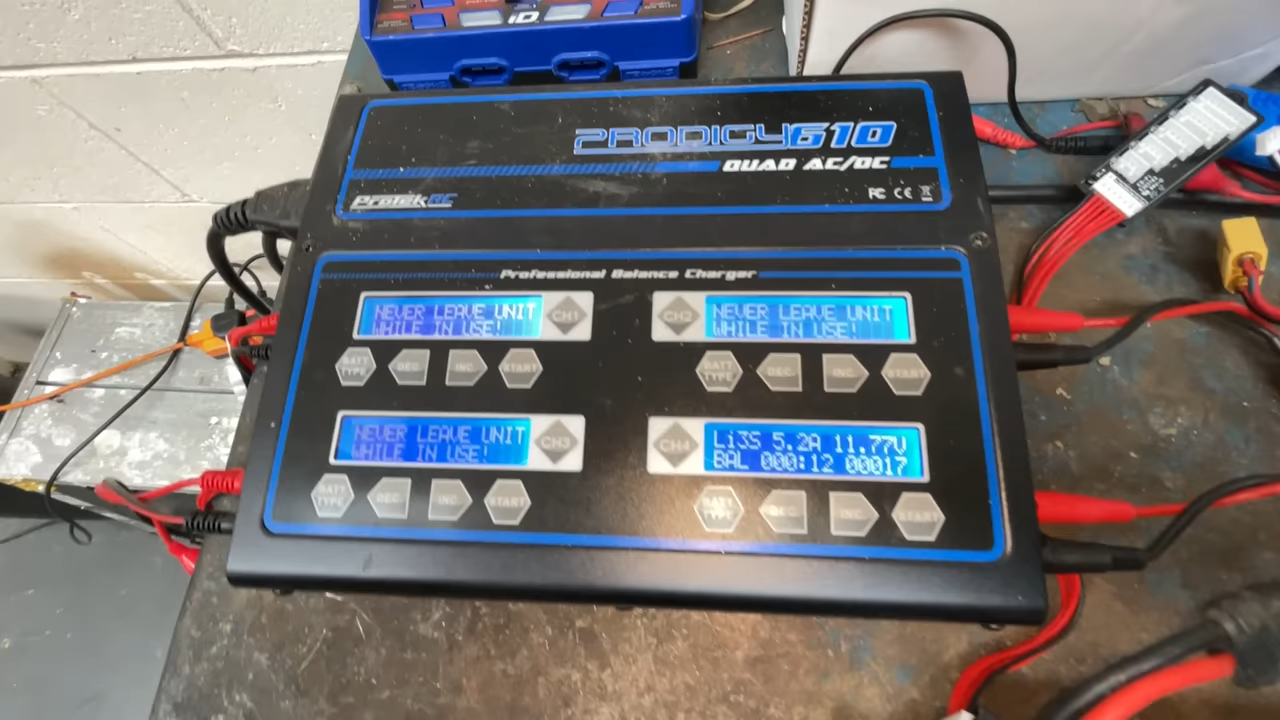 iD
PRODIGY610
QUAD AC/DC
ProTek RC
FC CE
Professional Balance Charger
NEVER LEAVE UNIT
WHILE IN USE!
CH1
CH2
NEVER LEAVE UNIT
WHILE IN USE!
BATT
TYPE
DEC.
INC.
START
BATT
TYPE
DEC.
INC.
START
NEVER LEAVE UNIT
WHILE IN USE!
CH3
CH4
Li3S 5.2A 11.77V
BAL 000:12 00017
BATT
TYPE
DEC.
INC.
START
BATT
TYPE
DEC.
INC.
START